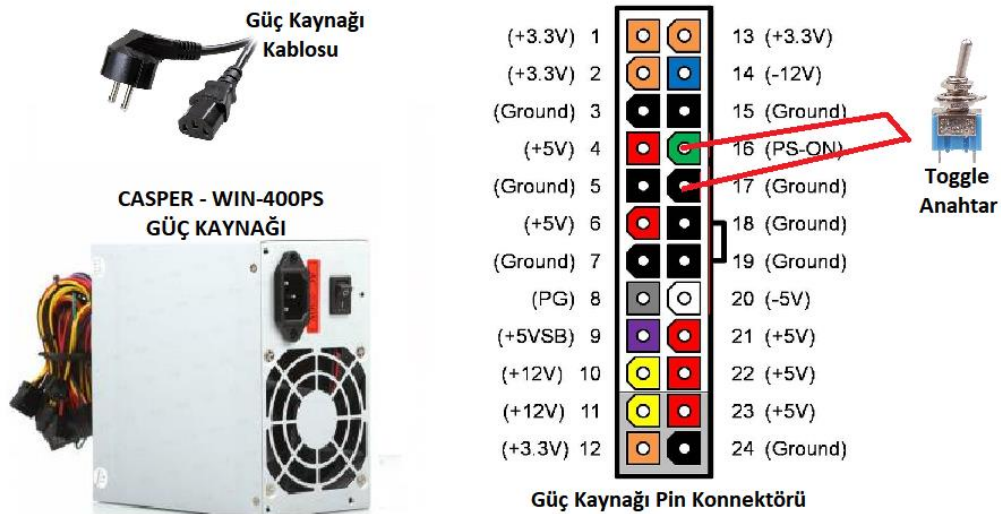 Güç Kaynağı
Kablosu
CASPER - WIN-400PS
GÜÇ KAYNAĞI
(+3.3V) 1
13 (+3.3V)
(+3.3V) 2
14 (-12V)
(Ground) 3
15 (Ground)
(+5V) 4
16 (PS-ON)
(Ground) 5
17 (Ground)
(+5V) 6
18 (Ground)
(Ground) 7
19 (Ground)
(PG) 8
20 (-5V)
(+5VSB) 9
21 (+5V)
(+12V) 10
22 (+5V)
(+12V) 11
23 (+5V)
(+3.3V) 12
24 (Ground)
Toggle
Anahtar
Güç Kaynağı Pin Konnektörü